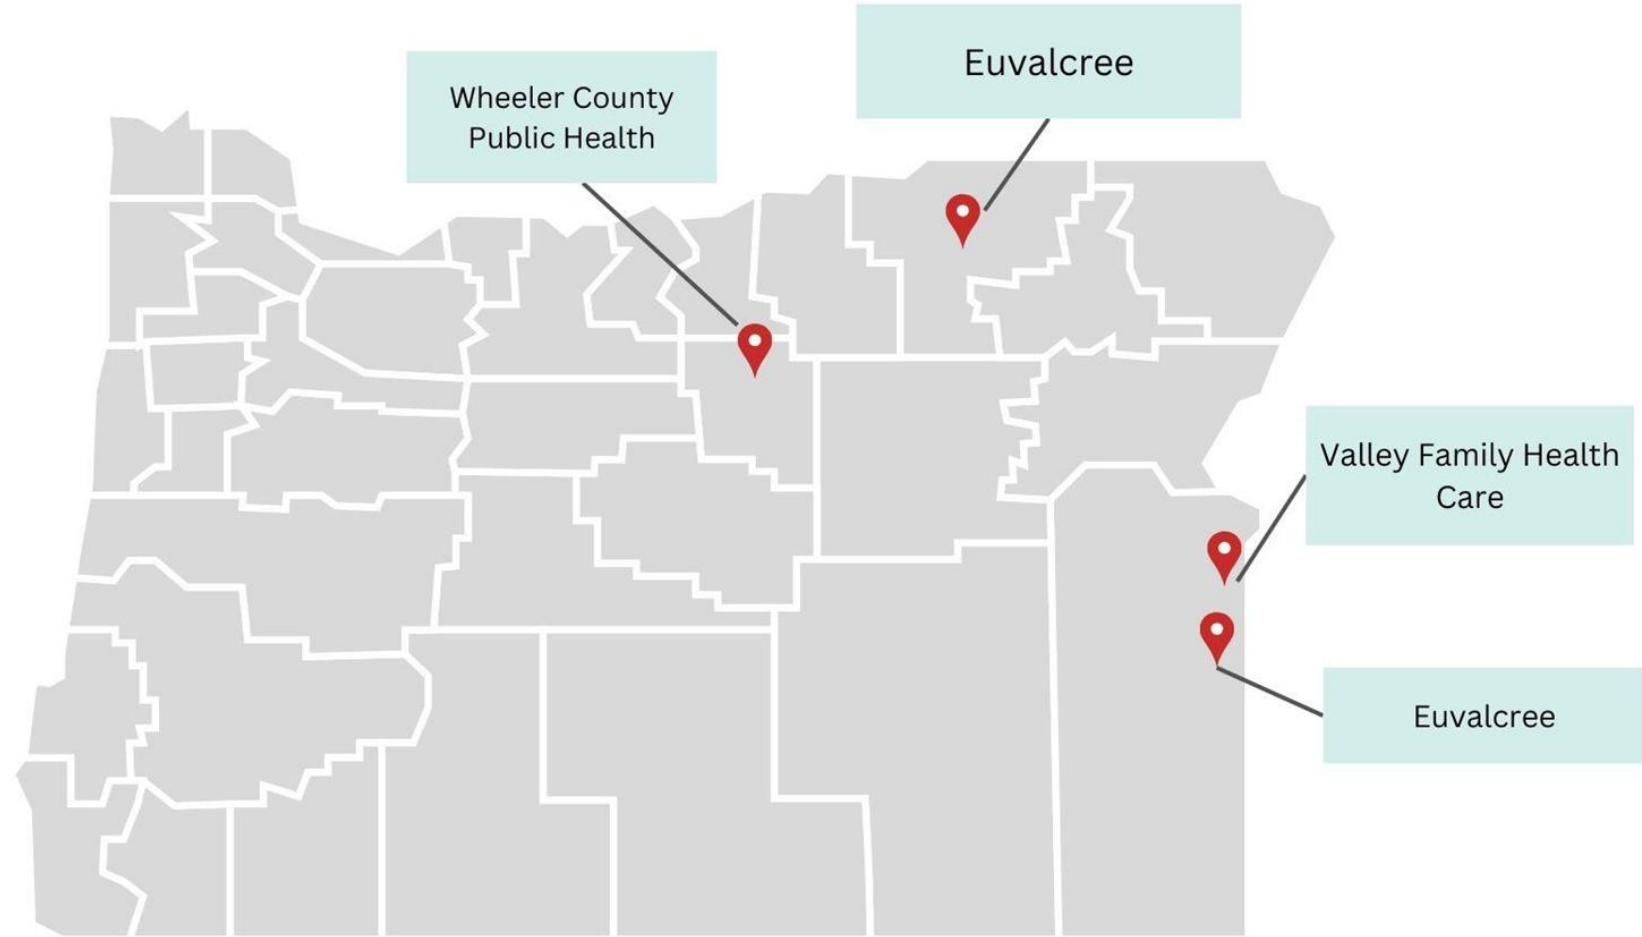 Euvalcree
Wheeler County
Public Health
Valley Family Health
Care
Euvalcree